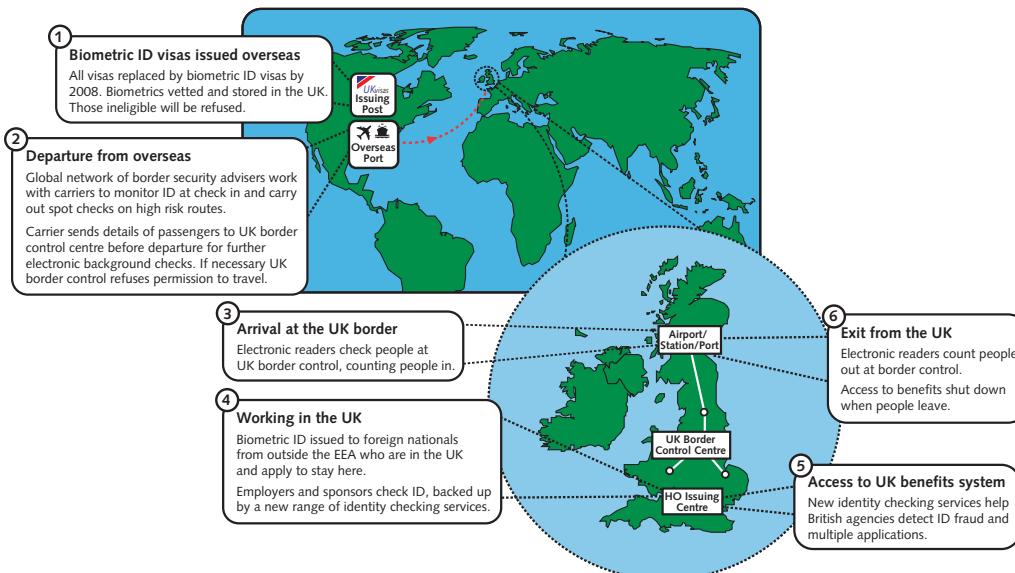 1
Biometric ID visas issued overseas
All visas replaced by biometric ID visas by
2008. Biometrics vetted and stored in the UK.
Those ineligible will be refused.
UKvisas
Issuing
Post
2
Departure from overseas
Global network of border security advisers work
with carriers to monitor ID at check in and carry
out spot checks on high risk routes.
Carrier sends details of passengers to UK border
control centre before departure for further
electronic background checks. If necessary UK
border control refuses permission to travel.
Overseas
Port
3
Arrival at the UK border
Electronic readers check people at
UK border control, counting people in.
Airport/
Station/Port
4
Working in the UK
Biometric ID issued to foreign nationals
from outside the EEA who are in the UK
and apply to stay here.
Employers and sponsors check ID, backed up
by a new range of identity checking services.
UK Border
Control Centre
HO Issuing
Centre
5
Access to UK benefits system
New identity checking services help
British agencies detect ID fraud and
multiple applications.
6
Exit from the UK
Electronic readers count people
out at border control.
Access to benefits shut down
when people leave.